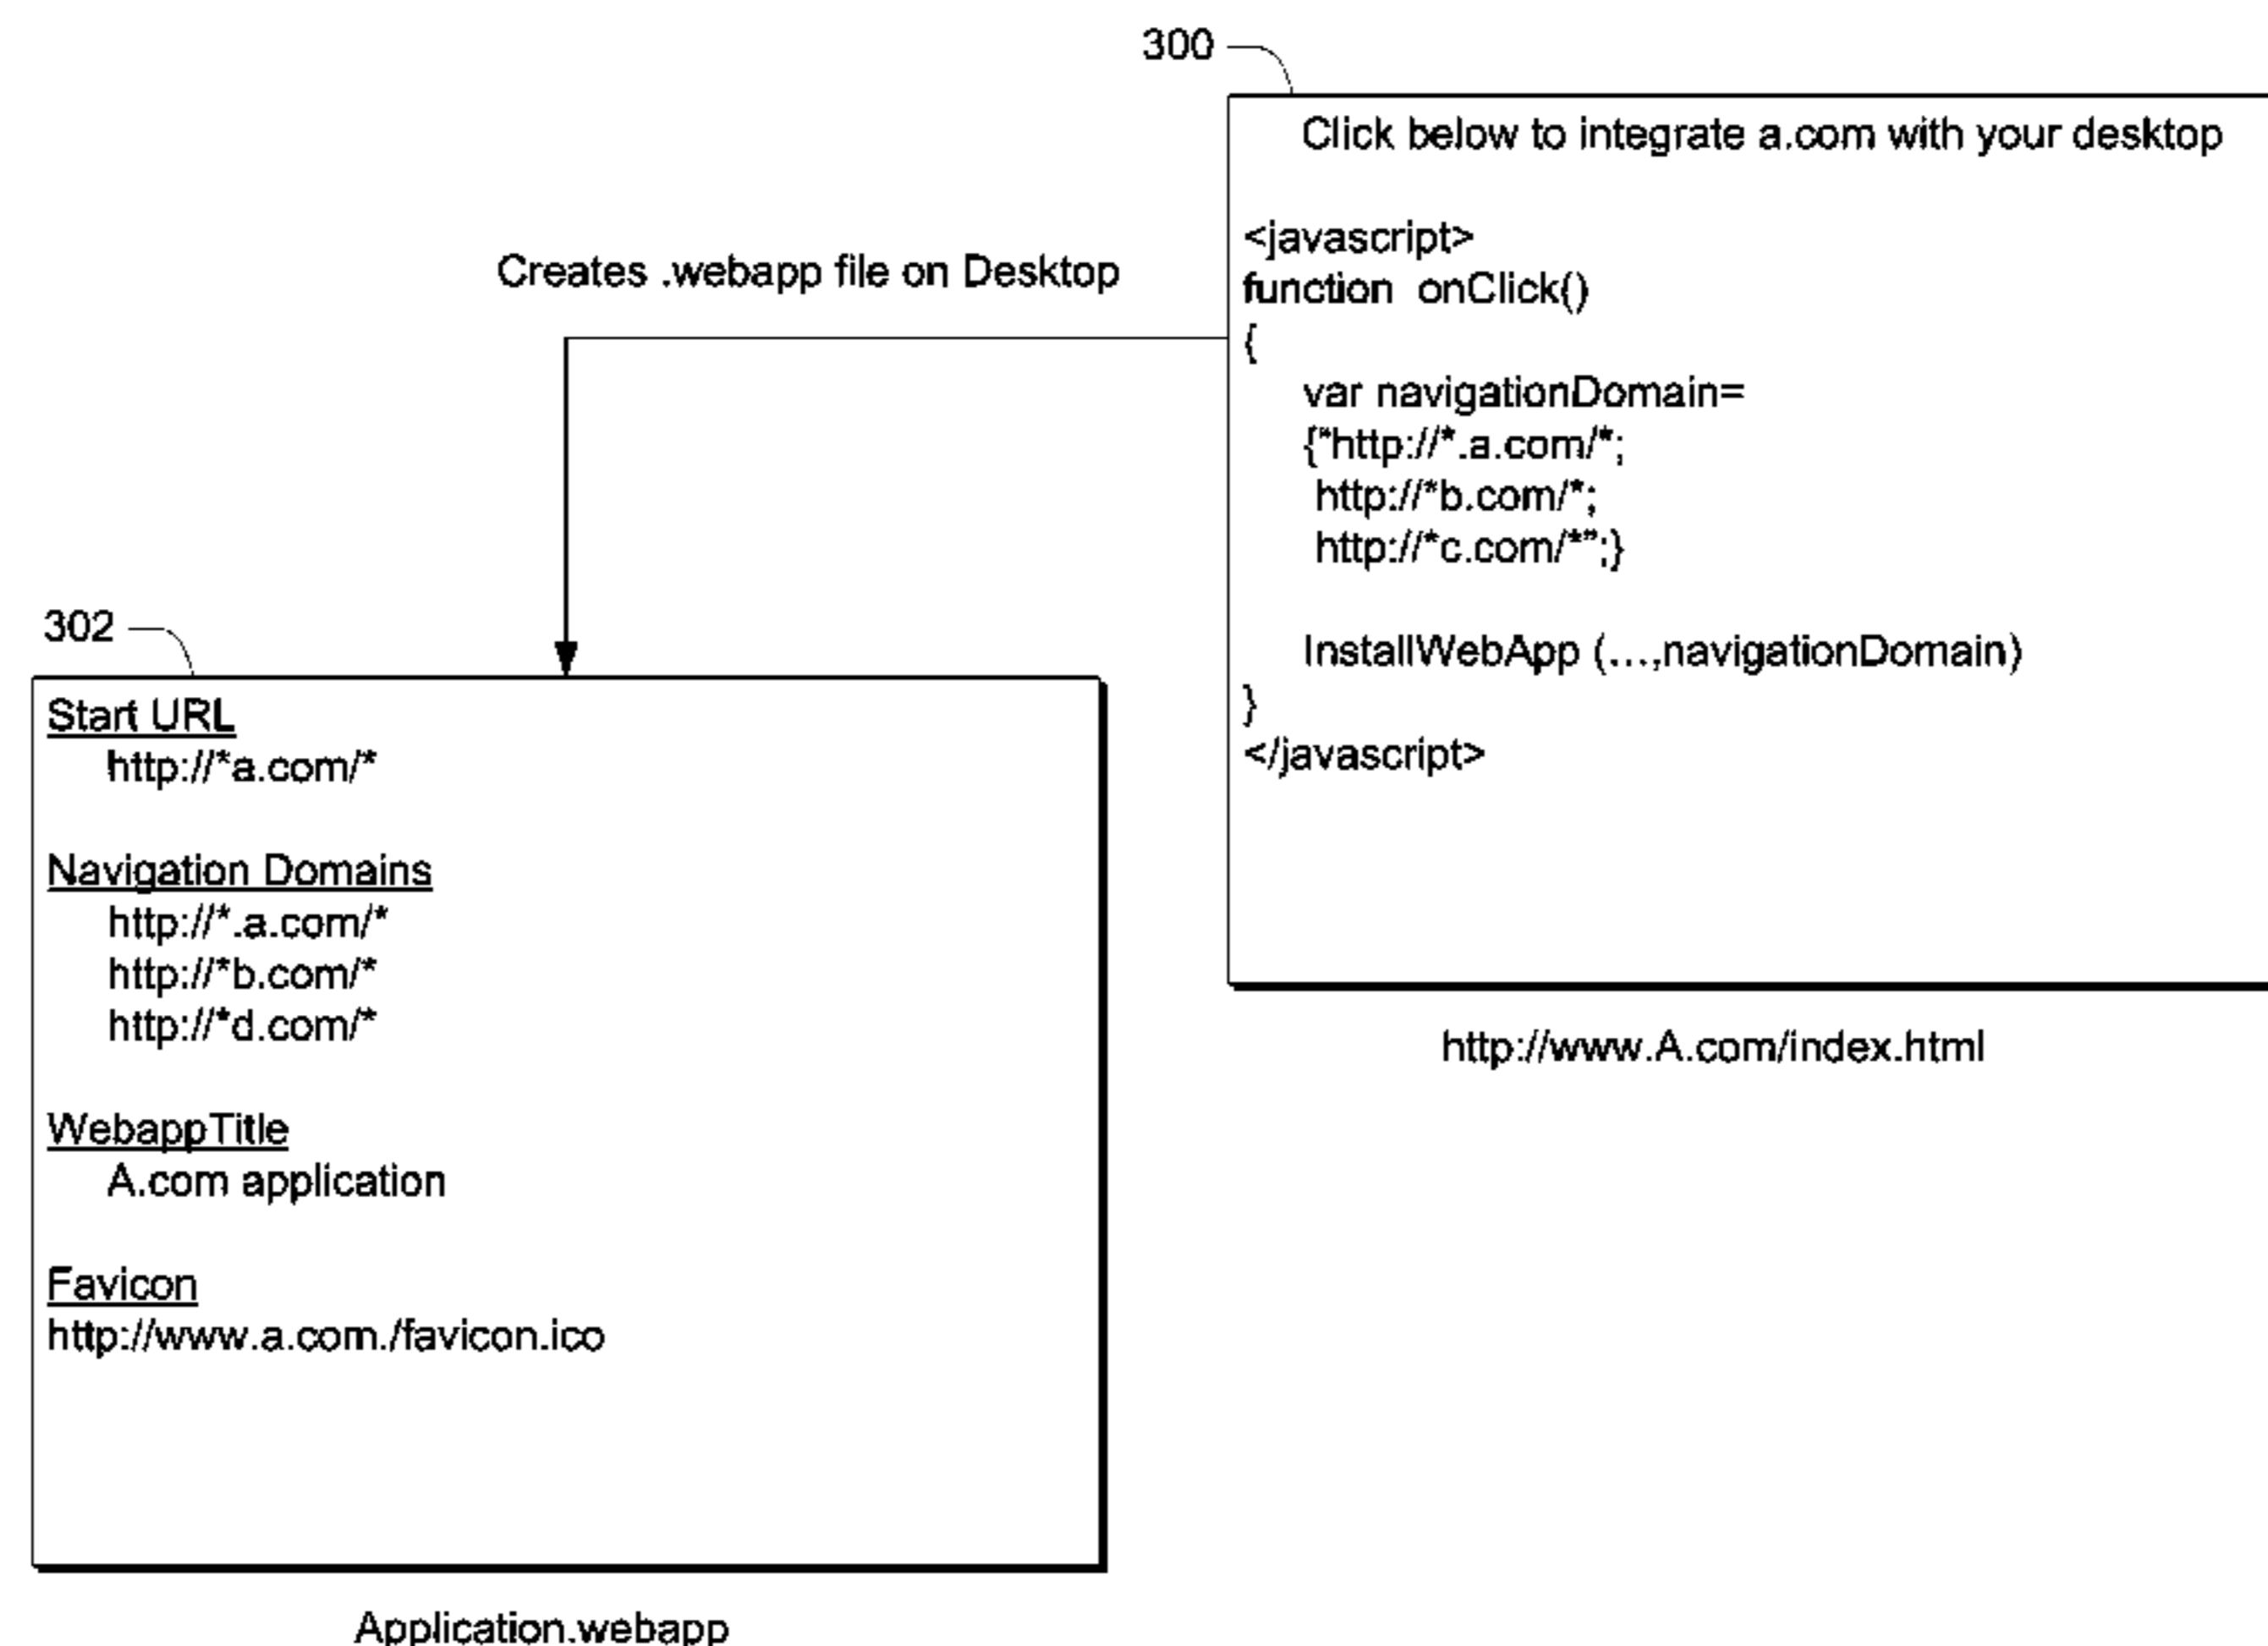 300
Click below to integrate a.com with your desktop
<javascript>
function onClick()
{
var navigationDomain=
{"http://*.a.com/*;
http://*b.com/*;
http://*c.com/*";}
InstallWebApp (...,navigationDomain)
}
</javascript>
http://www.A.com/index.html
Creates .webapp file on Desktop
302
Start URL
http://*a.com/*
Navigation Domains
http://*.a.com/*
http://*b.com/*
http://*d.com/*
WebappTitle
A.com application
Favicon
http://www.a.com./favicon.ico
Application.webapp